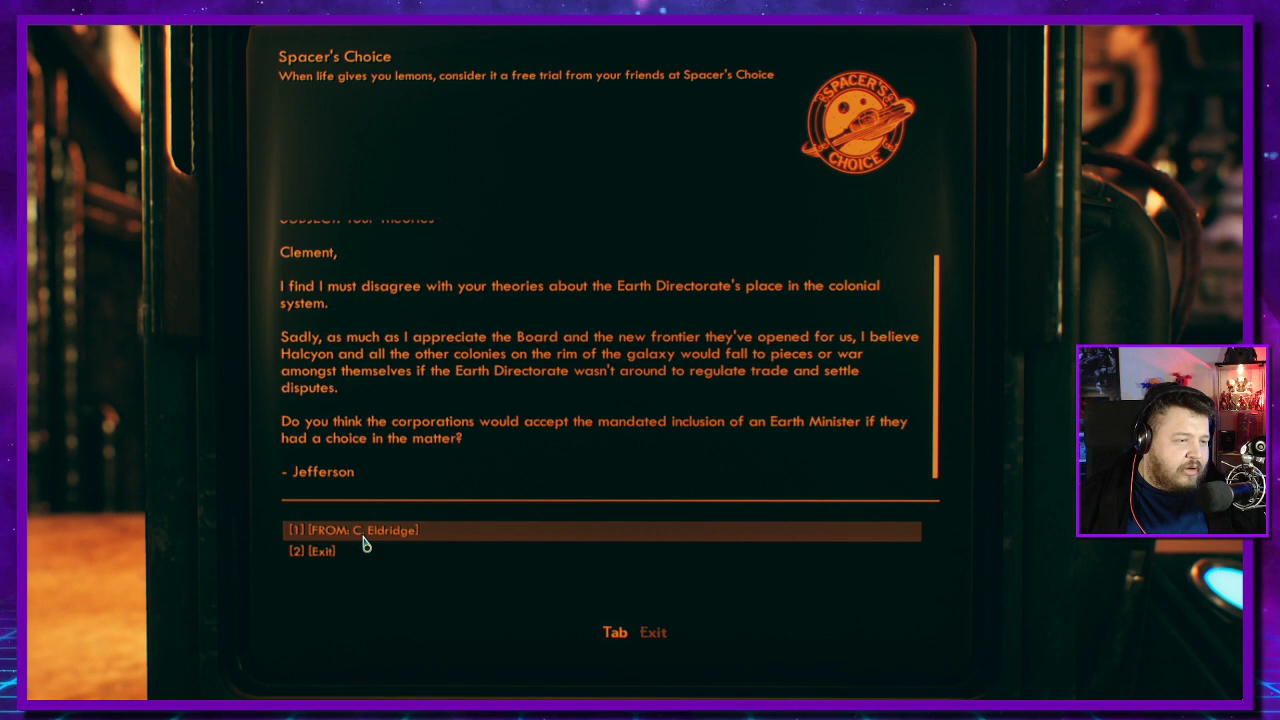 Spacer's Choice
When life gives you lemons, consider it a free trial from your friends at Spacer's Choice
SPACER'S
CHOICE
SUBJECT: Your Theories
Clement,
I find I must disagree with your theories about the Earth Directorate's place in the colonial
system.
Sadly, as much as I appreciate the Board and the new frontier they've opened for us, I believe
Halcyon and all the other colonies on the rim of the galaxy would fall to pieces or war
amongst themselves if the Earth Directorate wasn't around to regulate trade and settle
disputes.
Do you think the corporations would accept the mandated inclusion of an Earth Minister if they
had a choice in the matter?
- Jefferson
[1] [FROM: C. Eldridge]
[2] [Exit]
Tab Exit